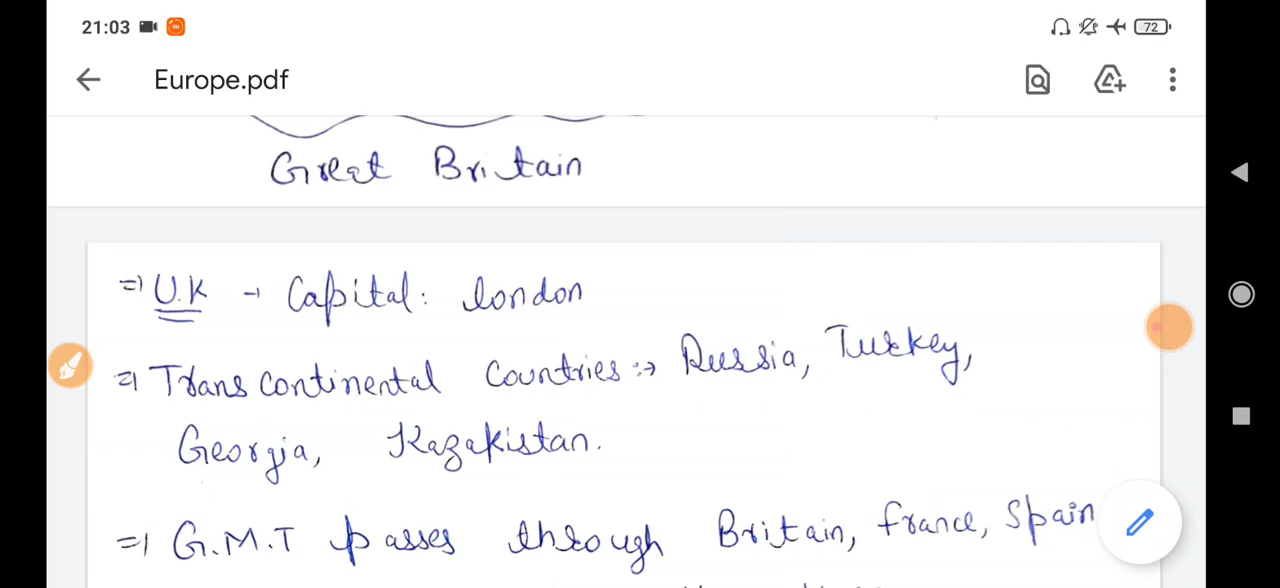 21:03 72
Europe.pdf
Great Britain
⇒ U.K → Capital: london
⇒ Trans continental Countries :→ Russia, Turkey,
Georgia, Kazakistan.
⇒ G.M.T passes through Britain, france, Spain